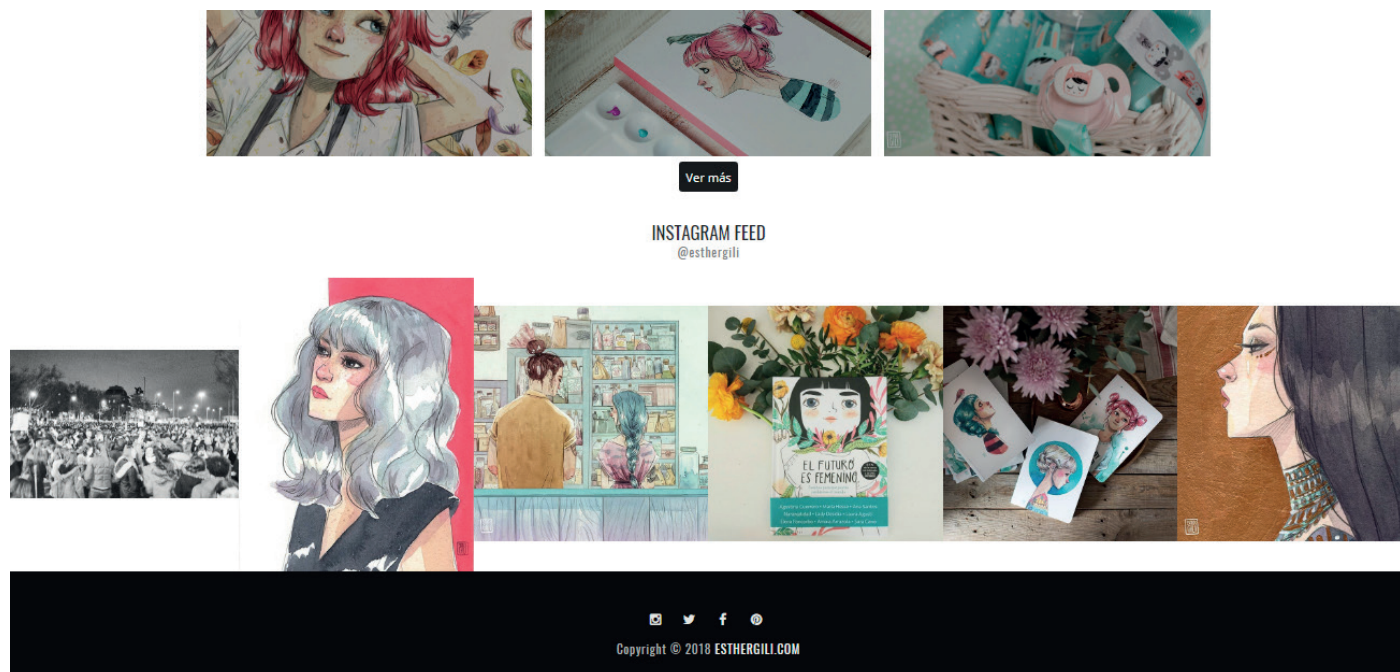 Ver más
INSTAGRAM FEED
@esthergili
EL FUTURO
ES FEMENINO
Copyright © 2018 ESTHERGILI.COM